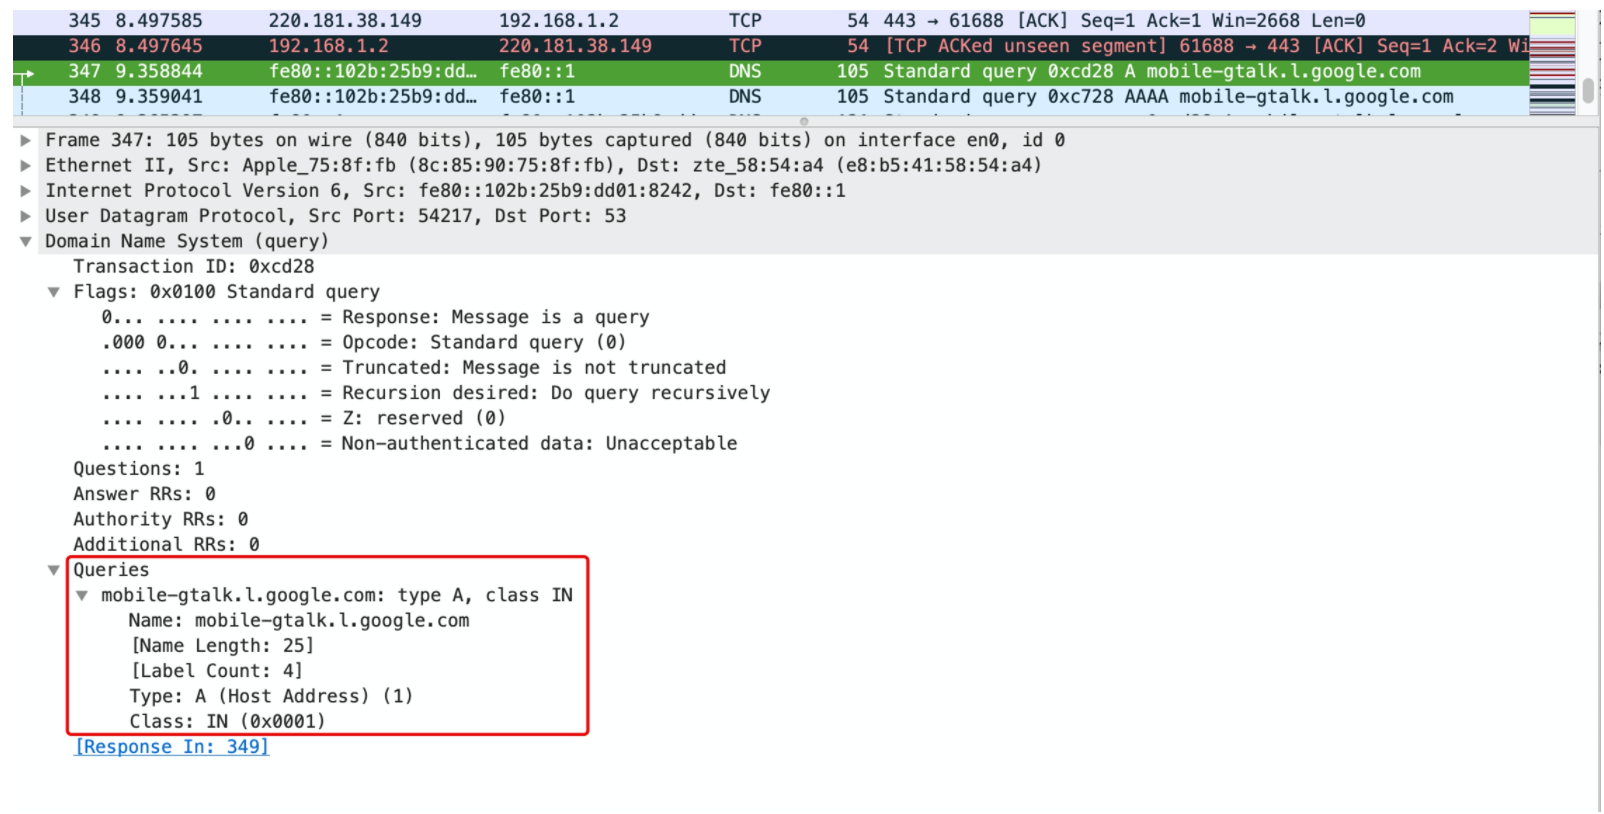 345 8.497585 220.181.38.149 192.168.1.2 TCP 54 443 → 61688 [ACK] Seq=1 Ack=1 Win=2668 Len=0
346 8.497645 192.168.1.2 220.181.38.149 TCP 54 [TCP ACKed unseen segment] 61688 → 443 [ACK] Seq=1 Ack=2 Wi
347 9.358844 fe80::102b:25b9:dd… fe80::1 DNS 105 Standard query 0xcd28 A mobile-gtalk.l.google.com
348 9.359041 fe80::102b:25b9:dd… fe80::1 DNS 105 Standard query 0xc728 AAAA mobile-gtalk.l.google.com
Frame 347: 105 bytes on wire (840 bits), 105 bytes captured (840 bits) on interface en0, id 0
Ethernet II, Src: Apple_75:8f:fb (8c:85:90:75:8f:fb), Dst: zte_58:54:a4 (e8:b5:41:58:54:a4)
Internet Protocol Version 6, Src: fe80::102b:25b9:dd01:8242, Dst: fe80::1
User Datagram Protocol, Src Port: 54217, Dst Port: 53
Domain Name System (query)
Transaction ID: 0xcd28
Flags: 0x0100 Standard query
0... .... .... .... = Response: Message is a query
.000 0... .... .... = Opcode: Standard query (0)
.... ..0. .... .... = Truncated: Message is not truncated
.... ...1 .... .... = Recursion desired: Do query recursively
.... .... .0.. .... = Z: reserved (0)
.... .... ...0 .... = Non-authenticated data: Unacceptable
Questions: 1
Answer RRs: 0
Authority RRs: 0
Additional RRs: 0
Queries
mobile-gtalk.l.google.com: type A, class IN
Name: mobile-gtalk.l.google.com
[Name Length: 25]
[Label Count: 4]
Type: A (Host Address) (1)
Class: IN (0x0001)
[Response In: 349]